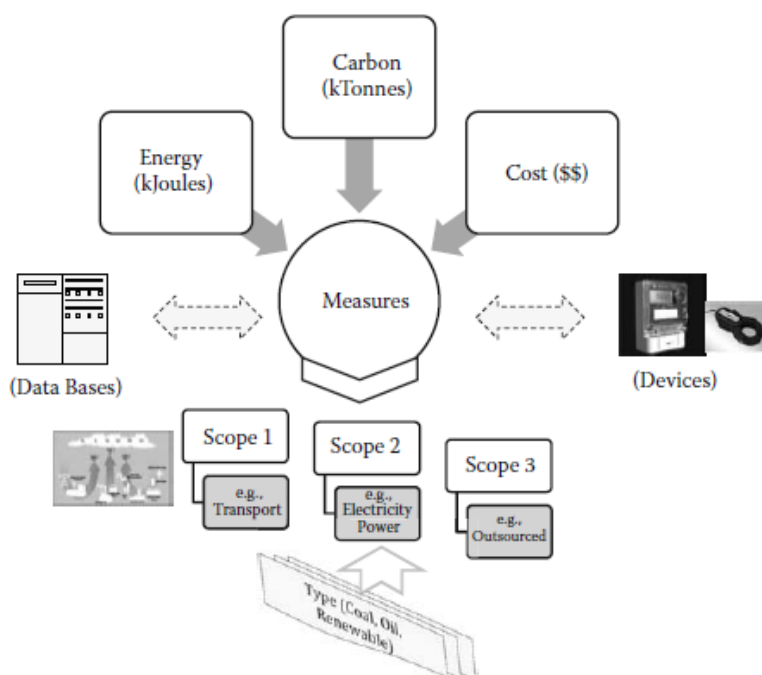 Carbon
(kTonnes)
Energy
(kJoules)
Cost ($$)
Measures
(Data Bases)
(Devices)
Scope 1
e.g.,
Transport
Scope 2
e.g.,
Electricity
Power
Scope 3
e.g.,
Outsourced
Type (Coal, Oil,
Renewable)